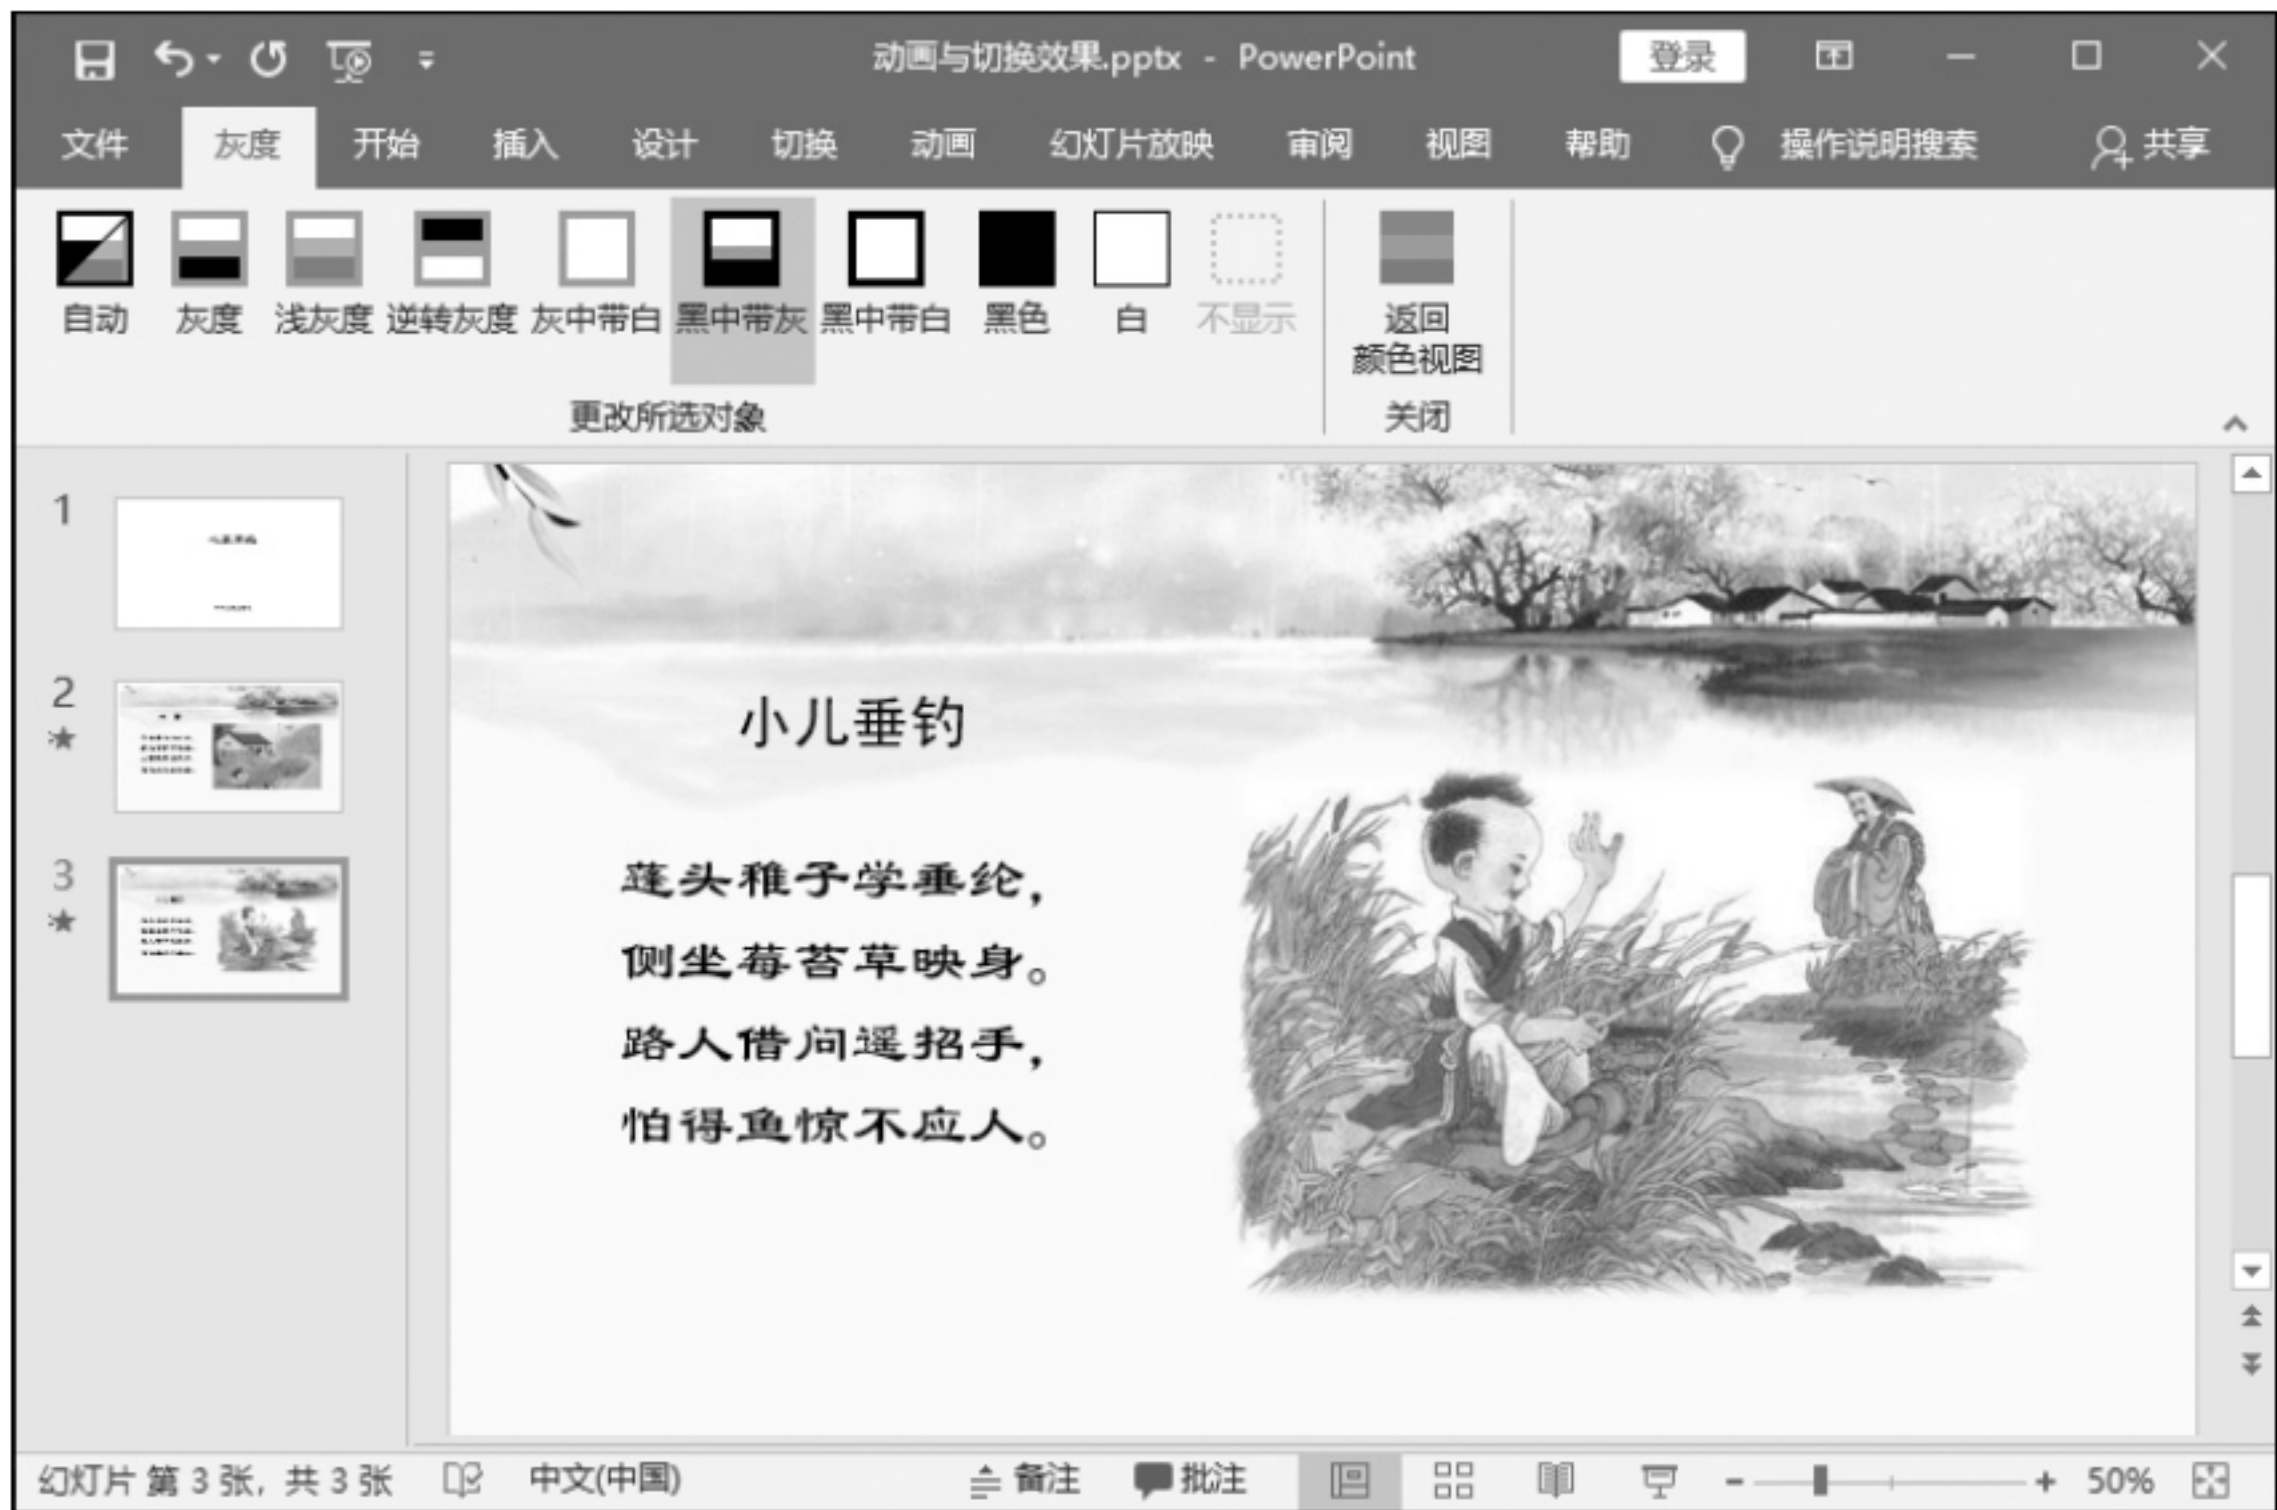 动画与切换效果.pptx - PowerPoint
登录
文件 灰度 开始 插入 设计 切换 动画 幻灯片放映 审阅 视图 帮助 操作说明搜索 共享
自动 灰度 浅灰度 逆转灰度 灰中带白 黑中带灰 黑中带白 黑色 白 不显示 返回
颜色视图
更改所选对象 关闭
1
2
3
小儿垂钓
蓬头稚子学垂纶，
侧坐莓苔草映身。
路人借问遥招手，
怕得鱼惊不应人。
幻灯片 第 3 张，共 3 张 中文(中国) 备注 批注 50%